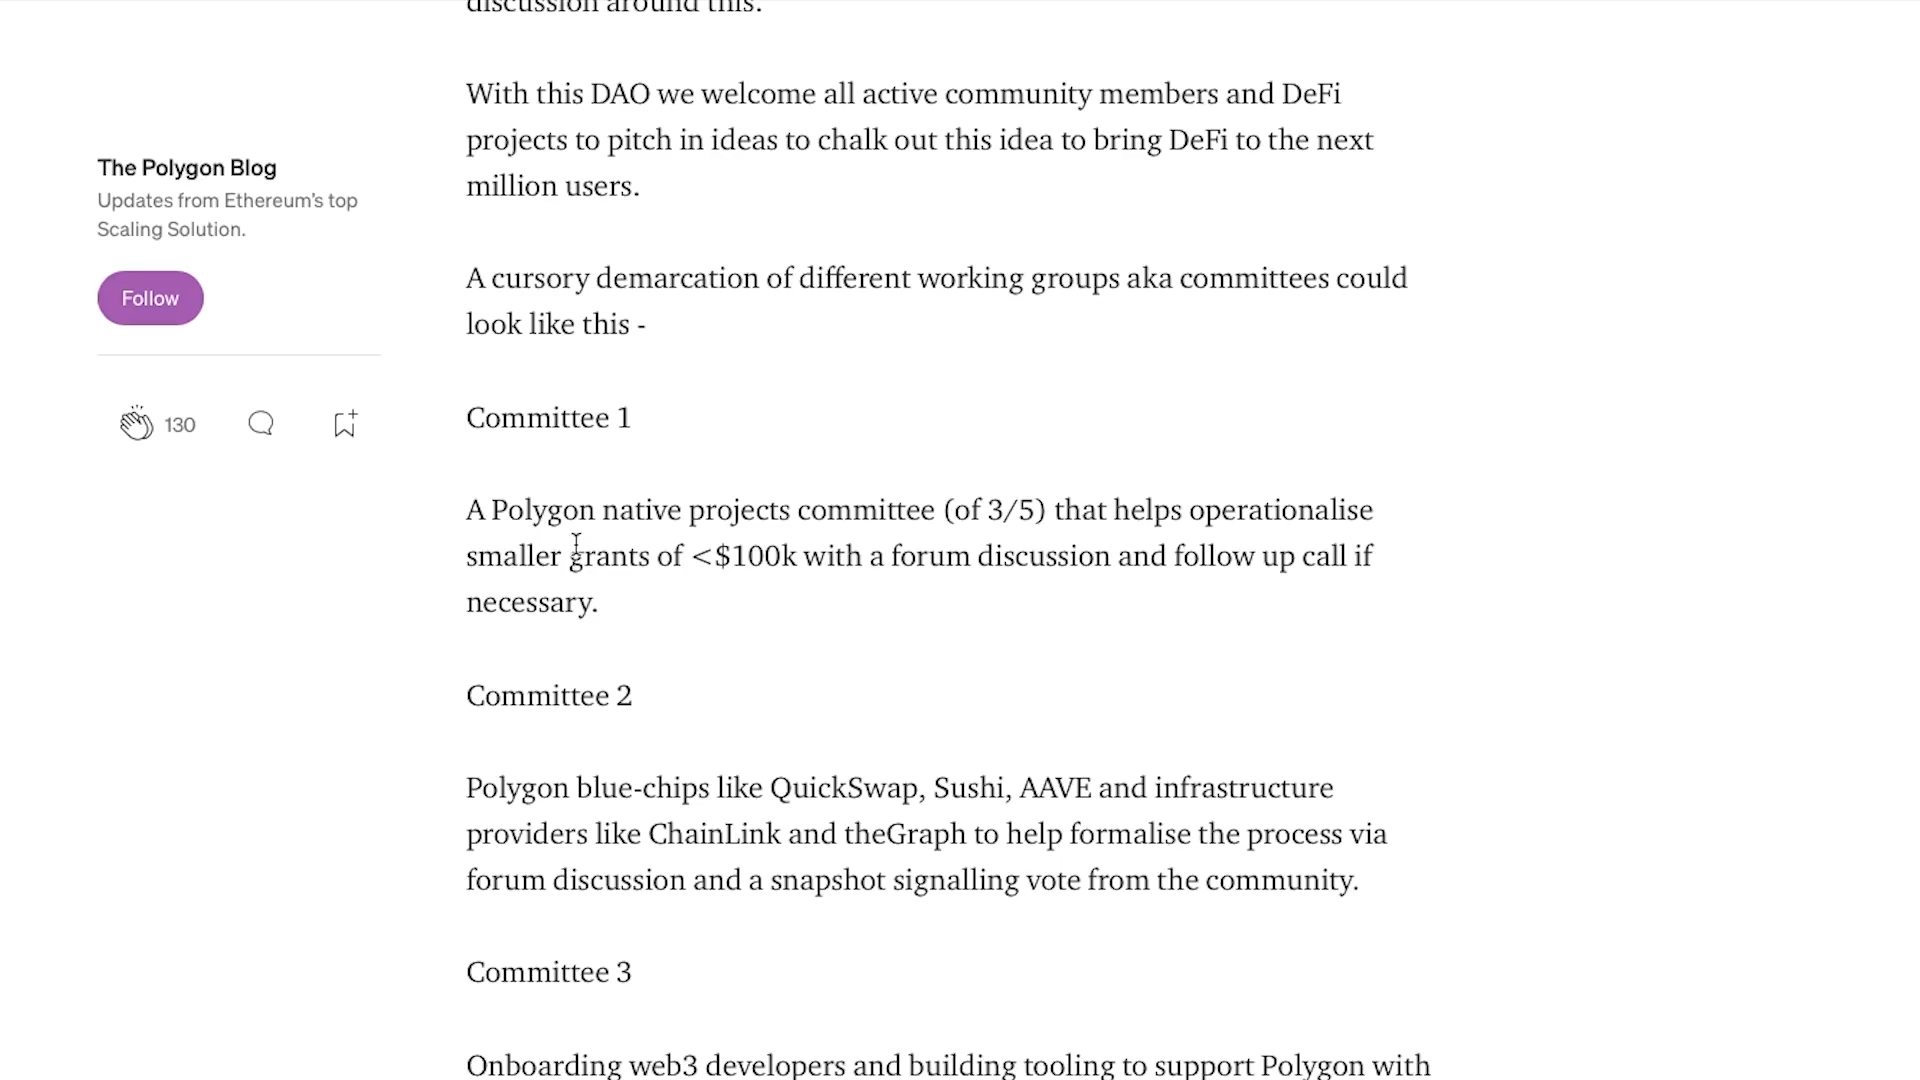 discussion around this.
With this DAO we welcome all active community members and DeFi
projects to pitch in ideas to chalk out this idea to bring DeFi to the next
million users.
The Polygon Blog
Updates from Ethereum's top
Scaling Solution.
Follow
130
A cursory demarcation of different working groups aka committees could
look like this -
Committee 1
A Polygon native projects committee (of 3/5) that helps operationalise
smaller grants of <$100k with a forum discussion and follow up call if
necessary.
Committee 2
Polygon blue-chips like QuickSwap, Sushi, AAVE and infrastructure
providers like ChainLink and theGraph to help formalise the process via
forum discussion and a snapshot signalling vote from the community.
Committee 3
Onboarding web3 developers and building tooling to support Polygon with